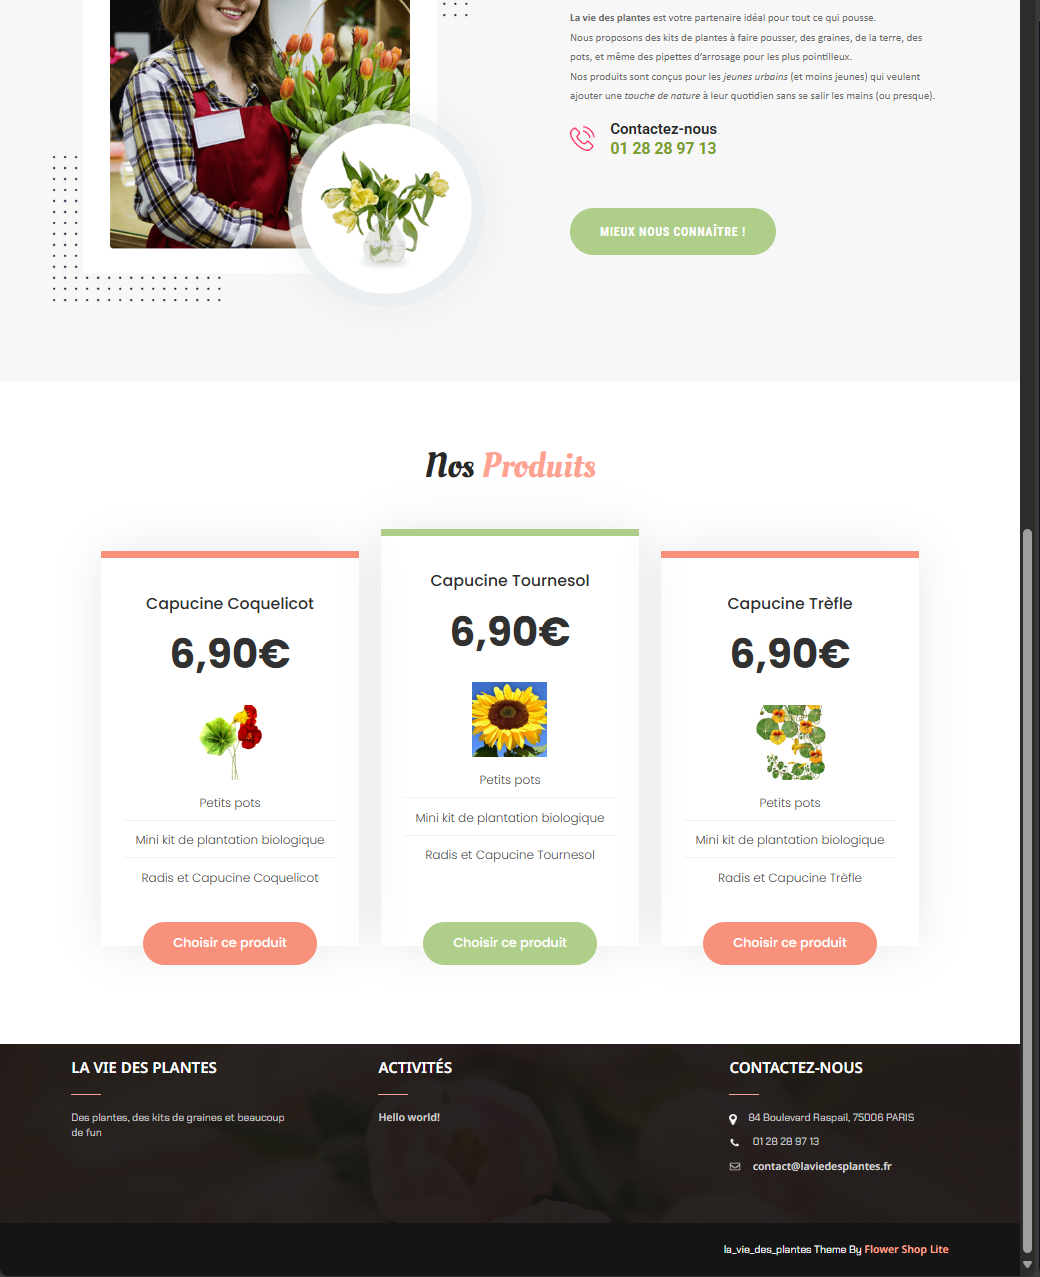 La vie des plantes est votre partenaire idéal pour tout ce qui pousse.
Nous proposons des kits de plantes à faire pousser, des graines, de la terre, des
pots, et même des pipettes d’arrosage pour les plus pointilleux.
Nos produits sont conçus pour les jeunes urbains (et moins jeunes) qui veulent
ajouter une touche de nature à leur quotidien sans se salir les mains (ou presque).
Contactez-nous
01 28 28 97 13
MIEUX NOUS CONNAÎTRE !
Nos Produits
Capucine Coquelicot
6,90€
Petits pots
Mini kit de plantation biologique
Radis et Capucine Coquelicot
Choisir ce produit
Capucine Tournesol
6,90€
Petits pots
Mini kit de plantation biologique
Radis et Capucine Tournesol
Choisir ce produit
Capucine Trèfle
6,90€
Petits pots
Mini kit de plantation biologique
Radis et Capucine Trèfle
Choisir ce produit
LA VIE DES PLANTES
Des plantes, des kits de graines et beaucoup
de fun
ACTIVITÉS
Hello world!
CONTACTEZ-NOUS
84 Boulevard Raspail, 75006 PARIS
01 28 28 97 13
contact@laviedesplantes.fr
la_vie_des_plantes Theme By Flower Shop Lite